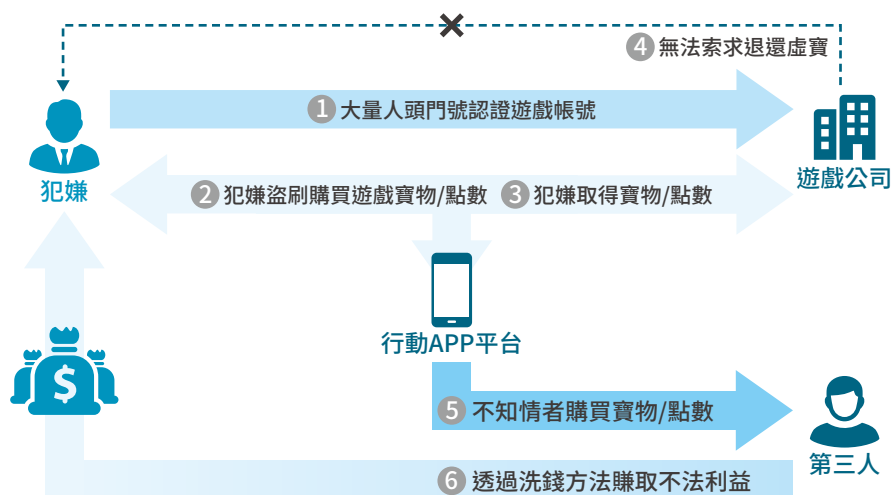 ④ 無法索求退還虛寶
① 大量人頭門號認證遊戲帳號
犯嫌
遊戲公司
② 犯嫌盜刷購買遊戲寶物/點數
③ 犯嫌取得寶物/點數
行動APP平台
$
⑤ 不知情者購買寶物/點數
第三人
⑥ 透過洗錢方法賺取不法利益